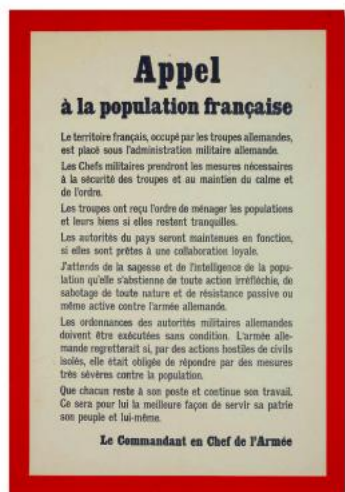 Appel
à la population française
Le territoire français, occupé par les troupes allemandes,
est placé sous l'administration militaire allemande.
Les Chefs militaires prendront les mesures nécessaires
à la sécurité des troupes et au maintien du calme et
de l'ordre.
Les troupes ont reçu l'ordre de ménager les populations
et leurs biens si elles restent tranquilles.
Les autorités du pays seront maintenues en fonction,
si elles sont prêtes à une collaboration loyale.
J'attends de la sagesse et de l'intelligence de la popu-
lation qu'elle s'abstienne de toute action irréfléchie, de
sabotage de toute nature et de résistance passive ou
même active contre l'armée allemande.
Les ordonnances des autorités militaires allemandes
doivent être exécutées sans condition. L'armée alle-
mande regretterait si, par des actions hostiles de civils
isolés, elle était obligée de répondre par des mesures
très sévères contre la population.
Que chacun reste à son poste et continue son travail.
Ce sera pour lui la meilleure façon de servir sa patrie
son peuple et lui-même.
Le Commandant en Chef de l'Armée